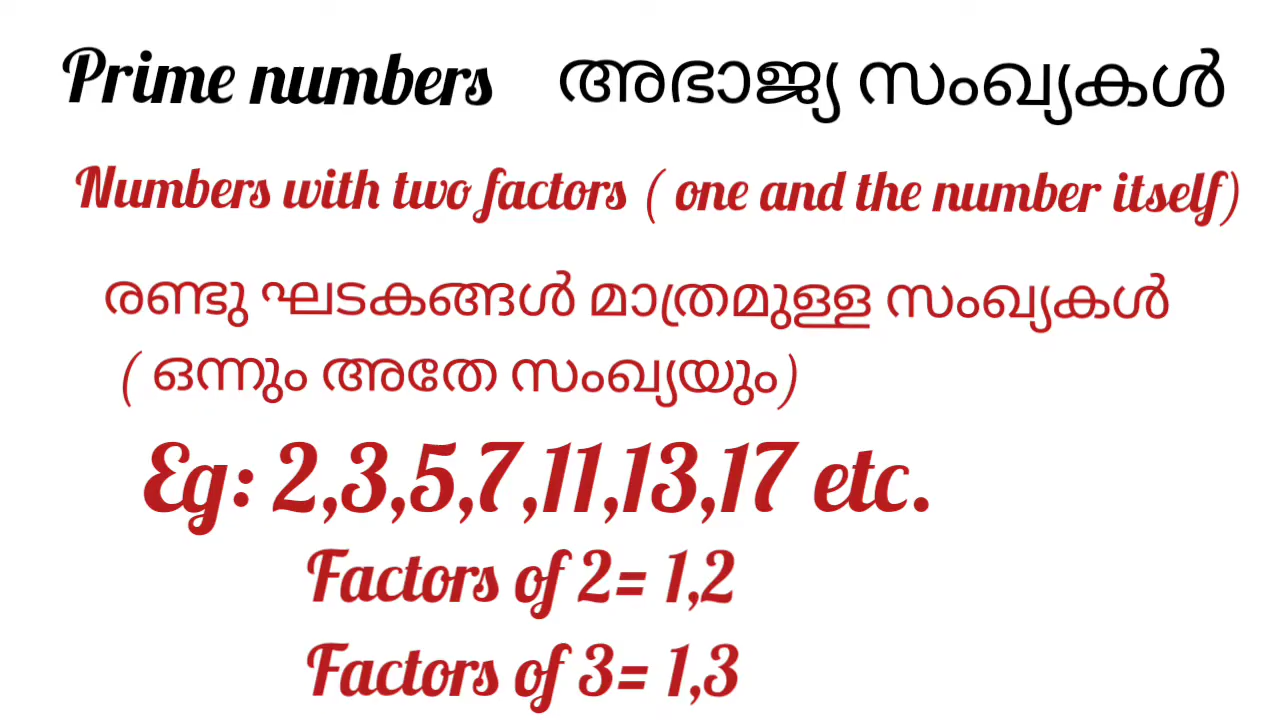 Prime numbers അഭാജ്യ സംഖ്യകൾ
Numbers with two factors ( one and the number itself)
രണ്ടു ഘടകങ്ങൾ മാത്രമുള്ള സംഖ്യകൾ
( ഒന്നും അതേ സംഖ്യയും)
Eg: 2,3,5,7,11,13,17 etc.
Factors of 2= 1,2
Factors of 3= 1,3